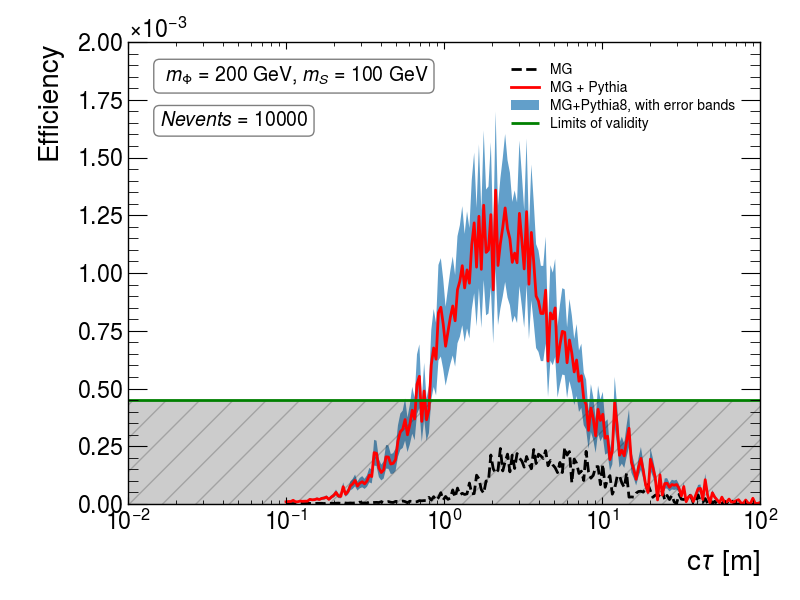 ×10⁻³
2.00
1.75
1.50
1.25
1.00
0.75
0.50
0.25
0.00
Efficiency
m_Φ = 200 GeV, m_S = 100 GeV
Nevents = 10000
MG
MG + Pythia
MG+Pythia8, with error bands
Limits of validity
10⁻² 10⁻¹ 10⁰ 10¹ 10²
cτ [m]